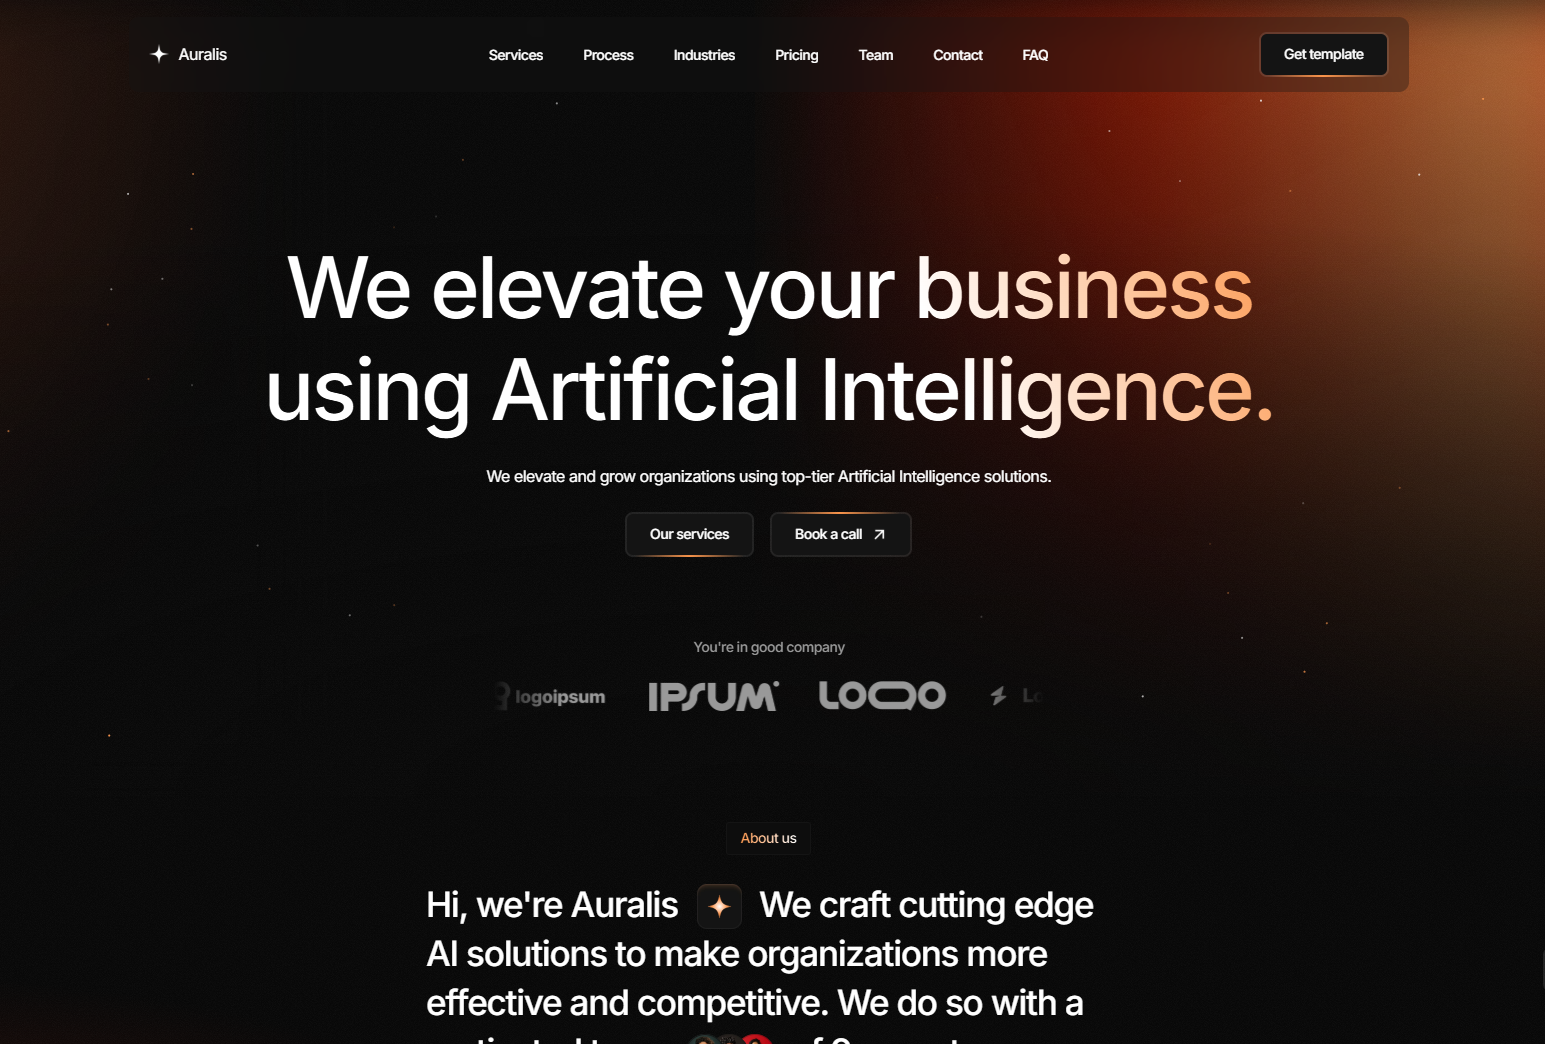 Auralis
Services Process Industries Pricing Team Contact FAQ
Get template
We elevate your business
using Artificial Intelligence.
We elevate and grow organizations using top-tier Artificial Intelligence solutions.
Our services
Book a call
You're in good company
logoipsum IPSUM LOQO
About us
Hi, we're Auralis We craft cutting edge
AI solutions to make organizations more
effective and competitive. We do so with a